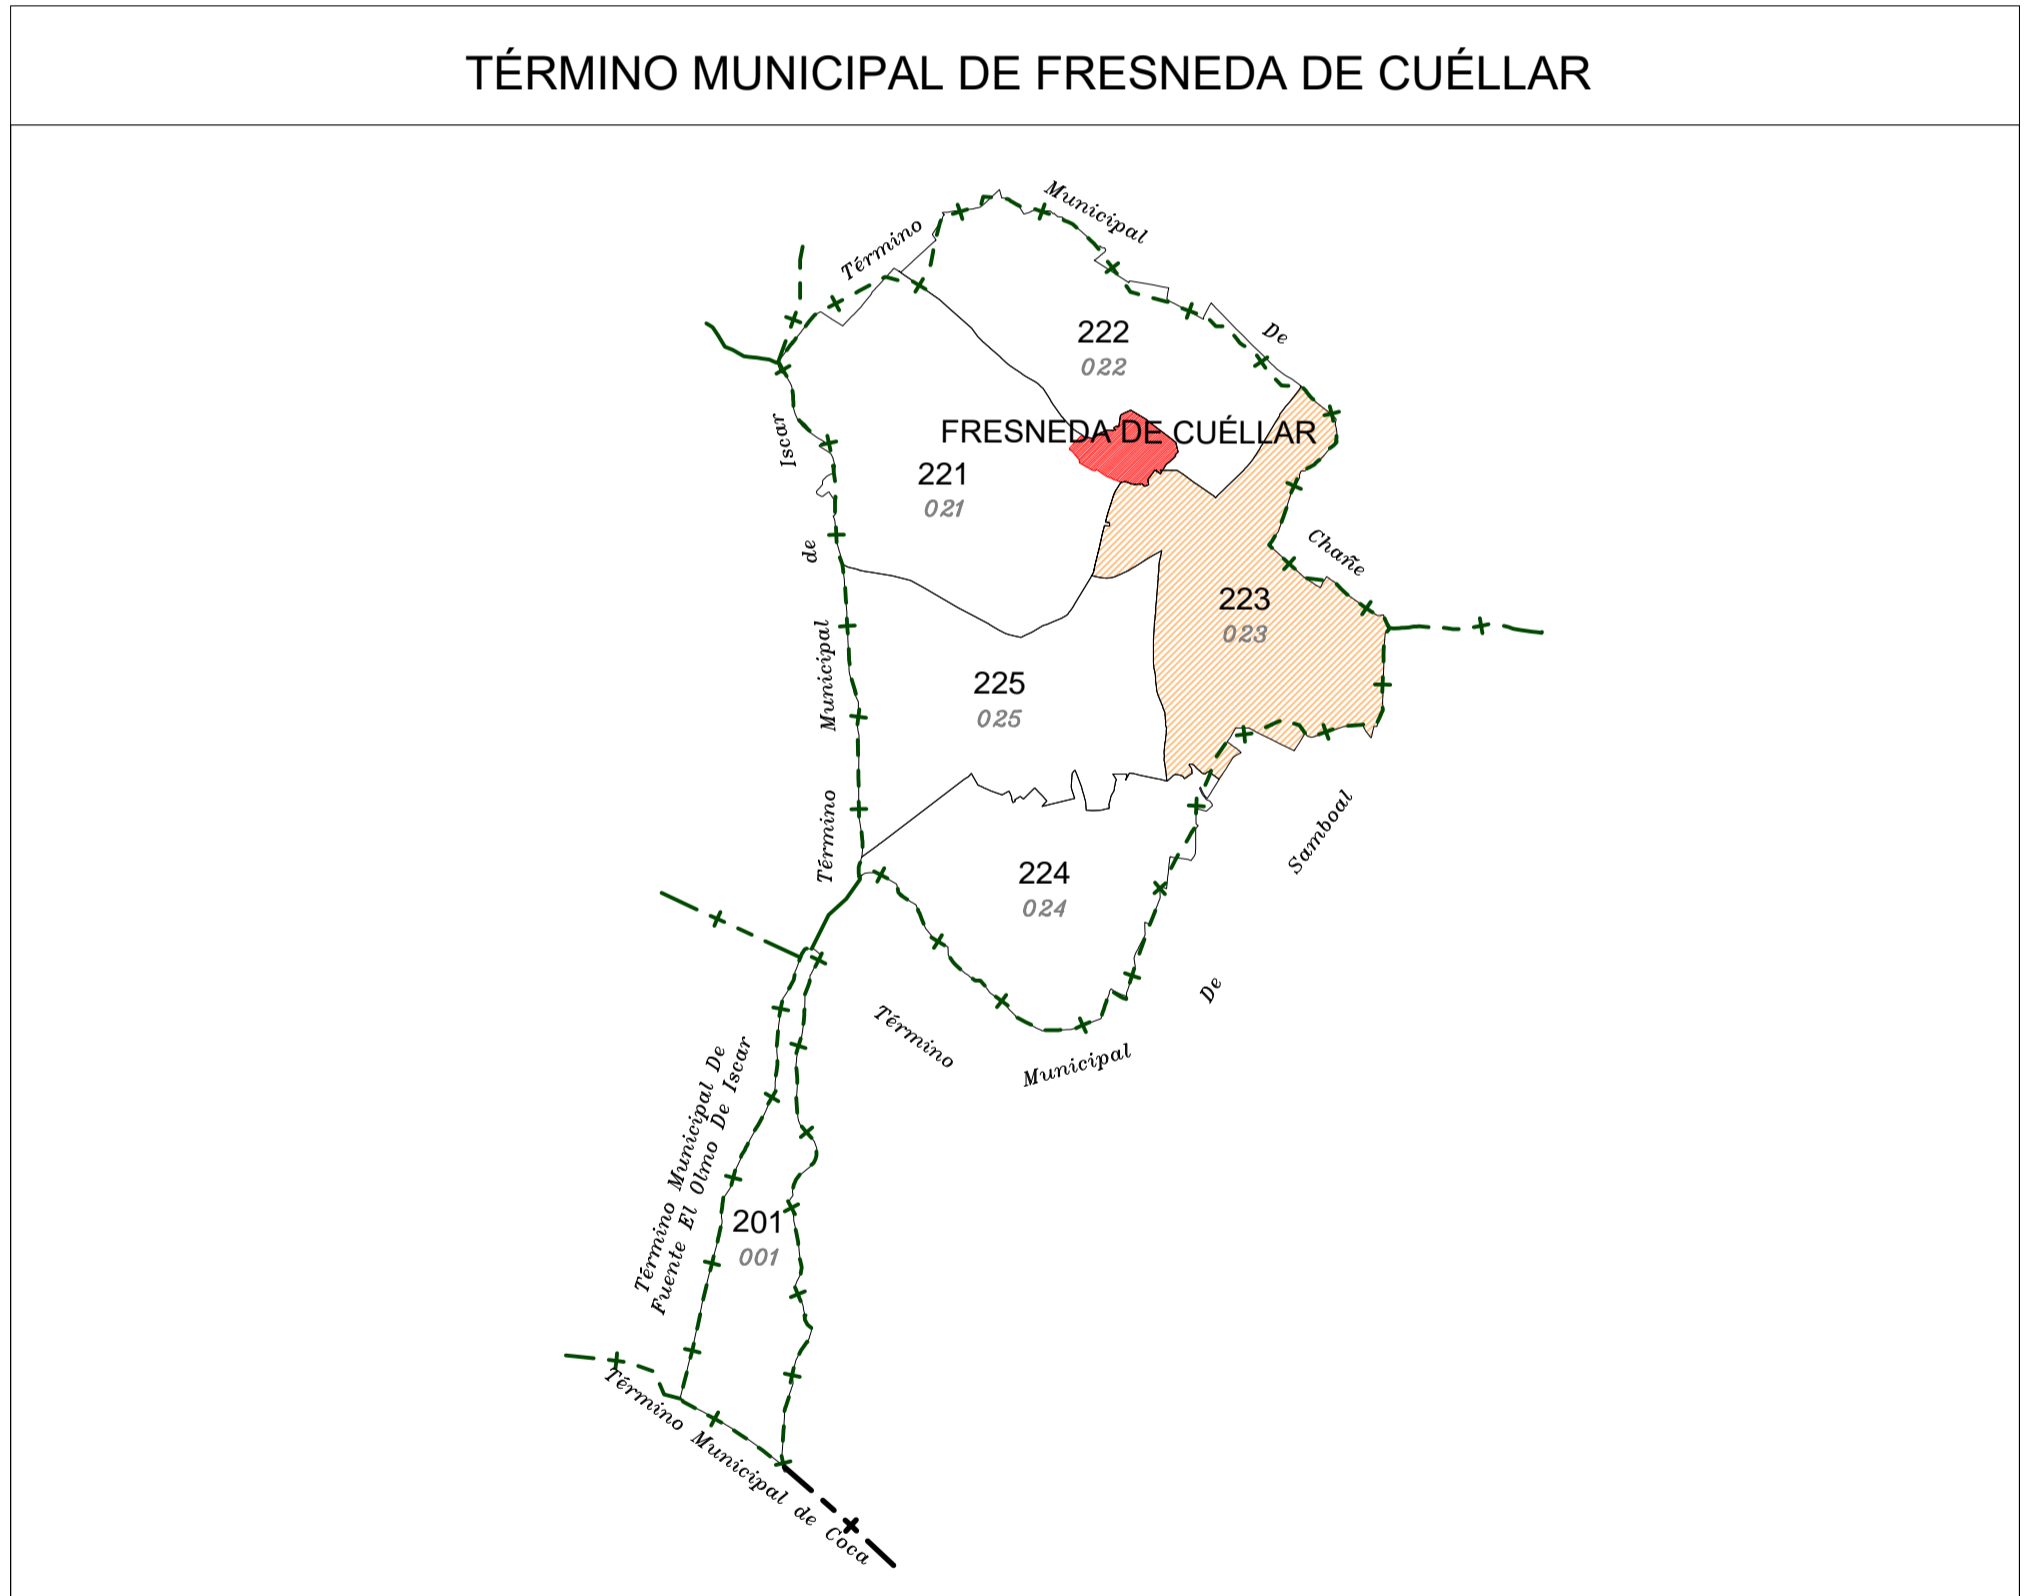 TÉRMINO MUNICIPAL DE FRESNEDA DE CUÉLLAR
Término Municipal De Chañe
222
022
FRESNEDA DE CUÉLLAR
221
021
223
023
225
025
224
024
Término Municipal de Iscar
Término Municipal De Samboal
Término Municipal De
Fuente El Olmo De Iscar
201
001
Término Municipal de Coca